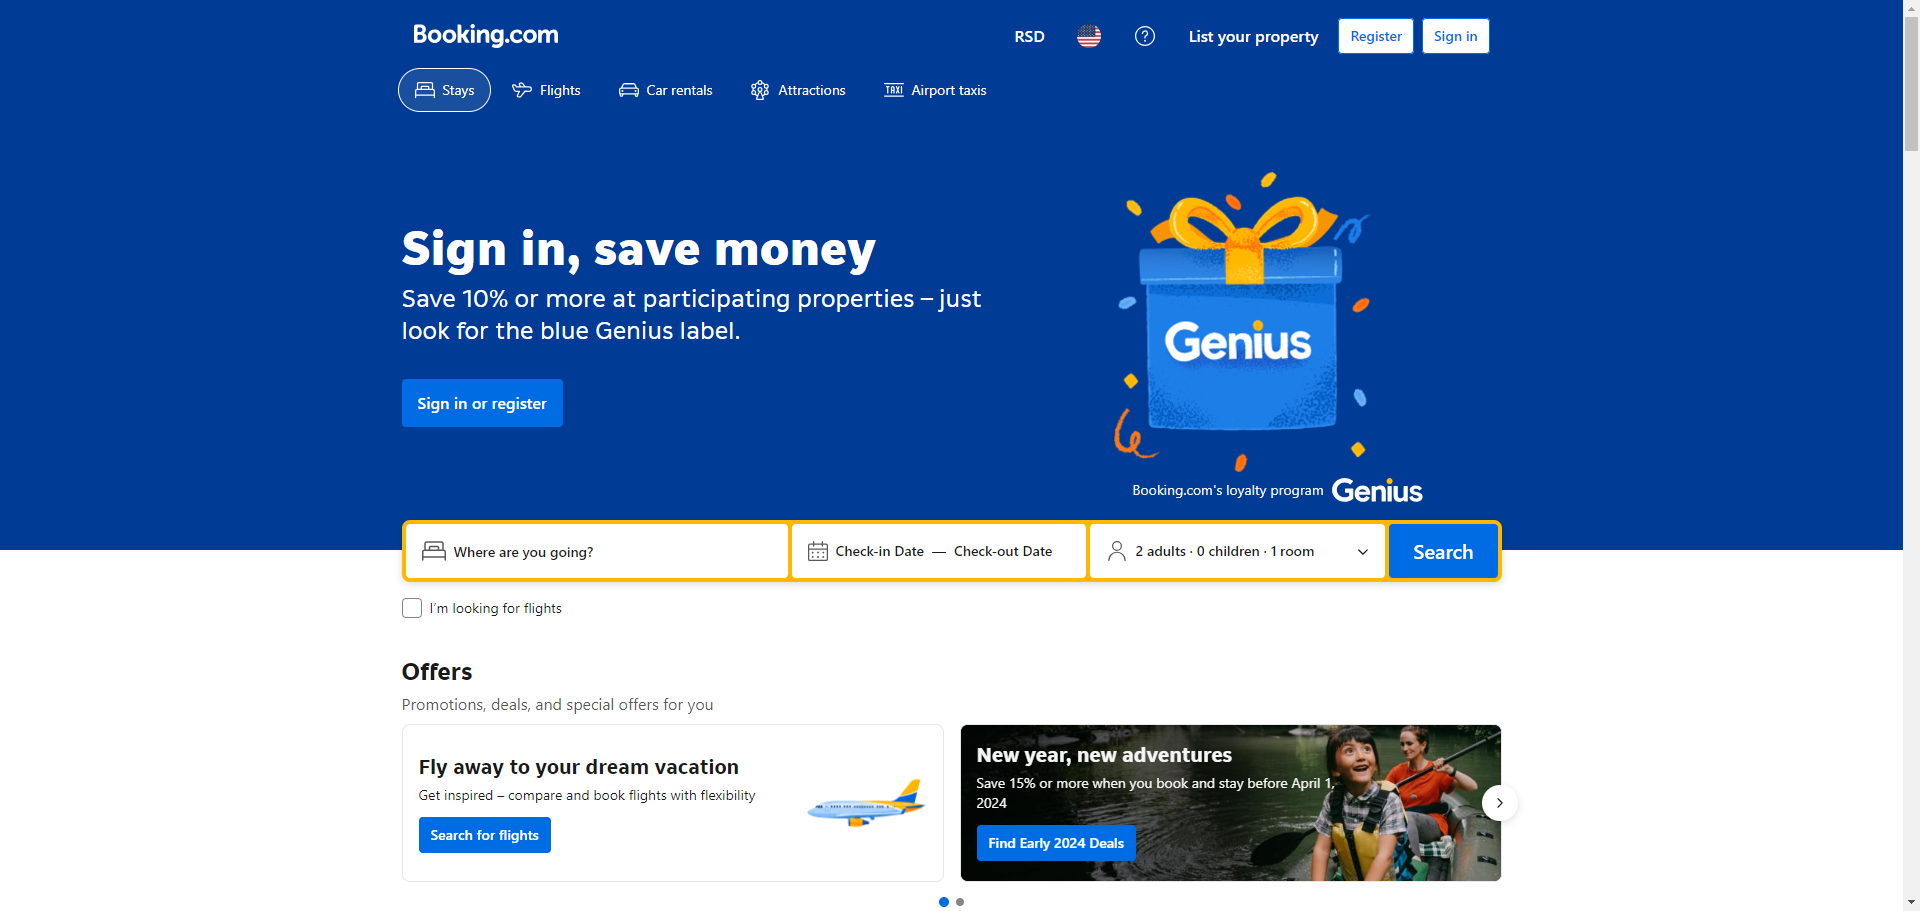 Booking.com
RSD
List your property
Register
Sign in
Stays
Flights
Car rentals
Attractions
TAXI
Airport taxis
Sign in, save money
Save 10% or more at participating properties – just
look for the blue Genius label.
Sign in or register
Genius
Booking.com's loyalty program Genius
Where are you going?
Check-in Date — Check-out Date
2 adults · 0 children · 1 room
Search
I'm looking for flights
Offers
Promotions, deals, and special offers for you
Fly away to your dream vacation
Get inspired – compare and book flights with flexibility
Search for flights
New year, new adventures
Save 15% or more when you book and stay before April 1,
2024
Find Early 2024 Deals